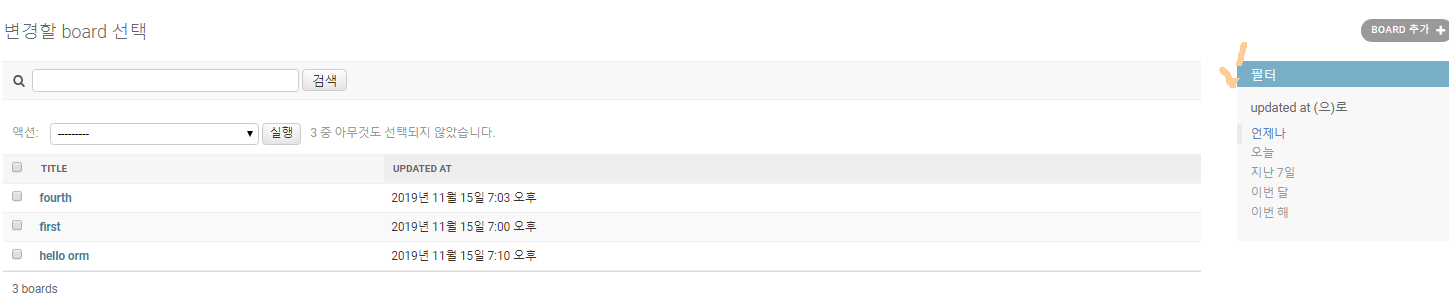 변경할 board 선택
BOARD 추가 +
검색
필터
updated at (으)로
언제나
오늘
지난 7일
이번 달
이번 해
액션: --------- 실행 3 중 아무것도 선택되지 않았습니다.
TITLE UPDATED AT
fourth 2019년 11월 15일 7:03 오후
first 2019년 11월 15일 7:00 오후
hello orm 2019년 11월 15일 7:10 오후
3 boards